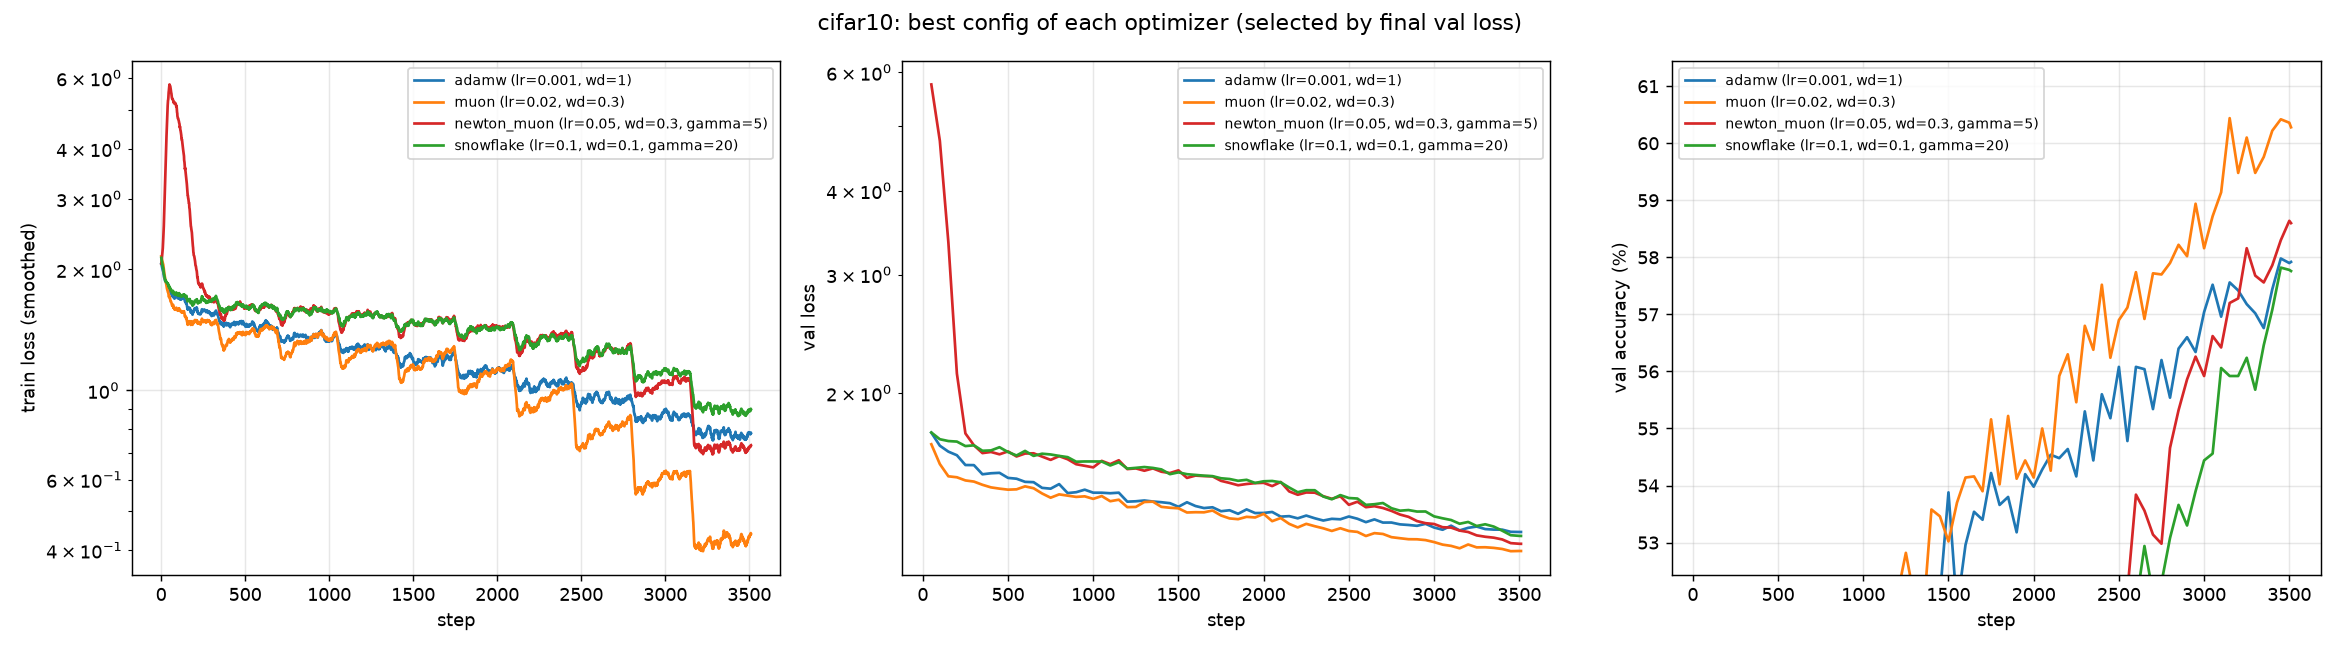 cifar10: best config of each optimizer (selected by final val loss)
train loss (smoothed)
6 × 10⁰
4 × 10⁰
3 × 10⁰
2 × 10⁰
10⁰
6 × 10⁻¹
4 × 10⁻¹
adamw (lr=0.001, wd=1)
muon (lr=0.02, wd=0.3)
newton_muon (lr=0.05, wd=0.3, gamma=5)
snowflake (lr=0.1, wd=0.1, gamma=20)
0 500 1000 1500 2000 2500 3000 3500
step
val loss
6 × 10⁰
4 × 10⁰
3 × 10⁰
2 × 10⁰
adamw (lr=0.001, wd=1)
muon (lr=0.02, wd=0.3)
newton_muon (lr=0.05, wd=0.3, gamma=5)
snowflake (lr=0.1, wd=0.1, gamma=20)
0 500 1000 1500 2000 2500 3000 3500
step
val accuracy (%)
61
60
59
58
57
56
55
54
53
adamw (lr=0.001, wd=1)
muon (lr=0.02, wd=0.3)
newton_muon (lr=0.05, wd=0.3, gamma=5)
snowflake (lr=0.1, wd=0.1, gamma=20)
0 500 1000 1500 2000 2500 3000 3500
step